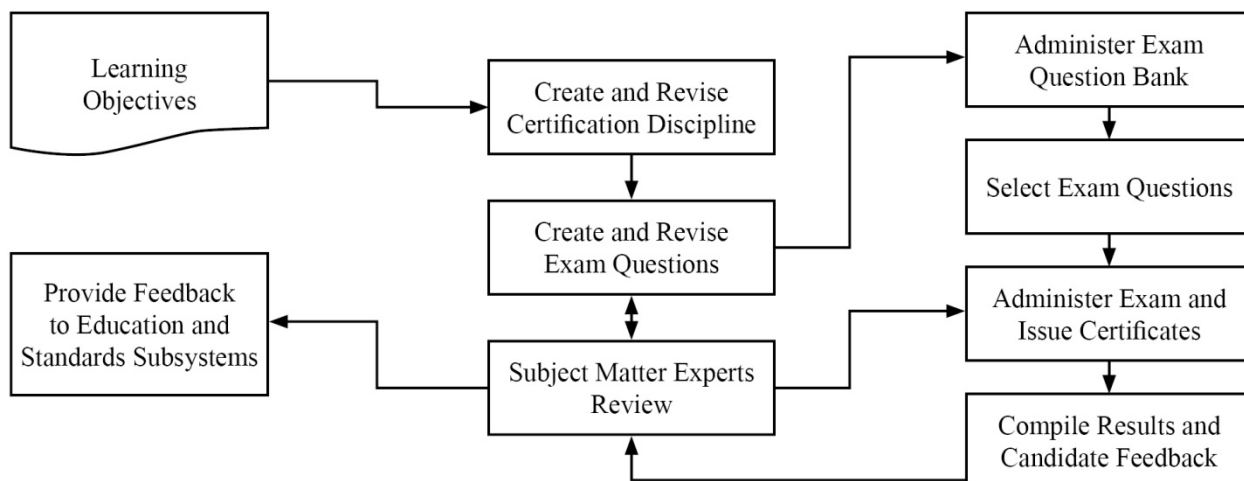 Learning
Objectives
Create and Revise
Certification Discipline
Create and Revise
Exam Questions
Provide Feedback
to Education and
Standards Subsystems
Subject Matter Experts
Review
Administer Exam
Question Bank
Select Exam Questions
Administer Exam and
Issue Certificates
Compile Results and
Candidate Feedback